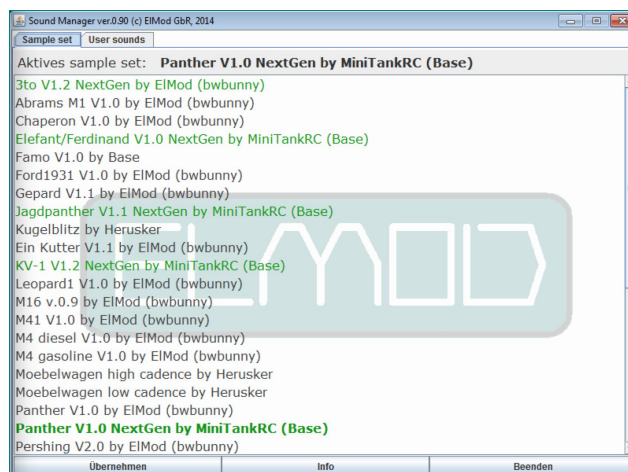 Sound Manager ver.0.90 (c) ElMod GbR, 2014
Sample set User sounds
Aktives sample set: Panther V1.0 NextGen by MiniTankRC (Base)
3to V1.2 NextGen by ElMod (bwbunny)
Abrams M1 V1.0 by ElMod (bwbunny)
Chaperon V1.0 by ElMod (bwbunny)
Elefant/Ferdinand V1.0 NextGen by MiniTankRC (Base)
Famo V1.0 by Base
Ford1931 V1.0 by ElMod (bwbunny)
Gepard V1.1 by ElMod (bwbunny)
Jagdpanther V1.1 NextGen by MiniTankRC (Base)
Kugelblitz by Herusker
Ein Kutter V1.1 by ElMod (bwbunny)
KV-1 V1.2 NextGen by MiniTankRC (Base)
Leopard1 V1.0 by ElMod (bwbunny)
M16 v.0.9 by ElMod (bwbunny)
M41 V1.0 by ElMod (bwbunny)
M4 diesel V1.0 by ElMod (bwbunny)
M4 gasoline V1.0 by ElMod (bwbunny)
Moebelwagen high cadence by Herusker
Moebelwagen low cadence by Herusker
Panther V1.0 by ElMod (bwbunny)
Panther V1.0 NextGen by MiniTankRC (Base)
Pershing V2.0 by ElMod (bwbunny)
ELMOD
Übernehmen Info Beenden